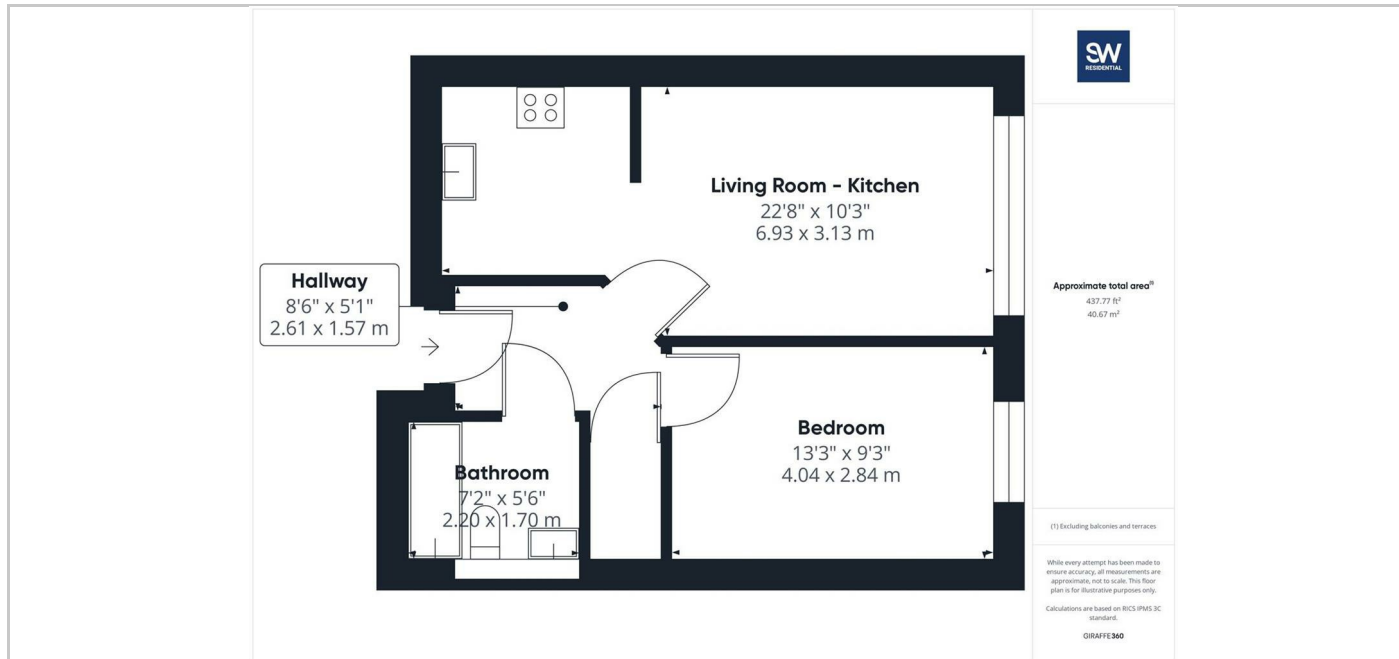 SW
RESIDENTIAL
Living Room - Kitchen
22'8" x 10'3"
6.93 x 3.13 m
Hallway
8'6" x 5'1"
2.61 x 1.57 m
Bedroom
13'3" x 9'3"
4.04 x 2.84 m
Bathroom
7'2" x 5'6"
2.20 x 1.70 m
Approximate total area⁽¹⁾
437.77 ft²
40.67 m²
(1) Excluding balconies and terraces
While every attempt has been made to
ensure accuracy, all measurements are
approximate, not to scale. This floor
plan is for illustrative purposes only.
Calculations are based on RICS IPMS 3C
standard.
GIRAFFE360